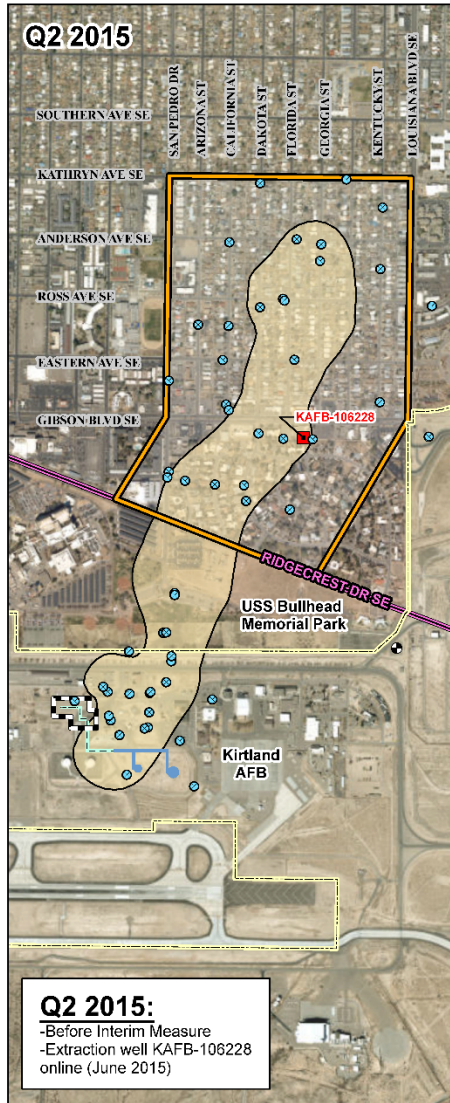 Q2 2015
SAN PEDRO DR
ARIZONA ST
CALIFORNIA ST
DAKOTA ST
FLORIDA ST
GEORGIA ST
KENTUCKY ST
LOUISIANA BLVD SE
SOUTHERN AVE SE
KATHRYN AVE SE
ANDERSON AVE SE
ROSS AVE SE
EASTERN AVE SE
GIBSON BLVD SE
KAFB-106228
RIDGECREST DR SE
USS Bullhead
Memorial Park
Kirtland
AFB
Q2 2015:
-Before Interim Measure
-Extraction well KAFB-106228
online (June 2015)